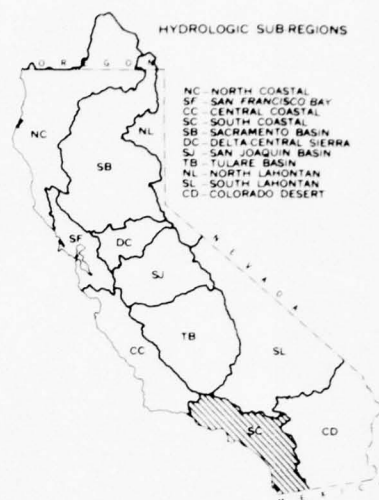 HYDROLOGIC SUB-REGIONS
OREGON
NC - NORTH COASTAL
SF - SAN FRANCISCO BAY
CC - CENTRAL COASTAL
SC - SOUTH COASTAL
SB - SACRAMENTO BASIN
DC - DELTA-CENTRAL SIERRA
SJ - SAN JOAQUIN BASIN
TB - TULARE BASIN
NL - NORTH LAHONTAN
SL - SOUTH LAHONTAN
CD - COLORADO DESERT
NC
NL
SB
SF
DC
NEVADA
SJ
TB
CC
SL
SC
CD